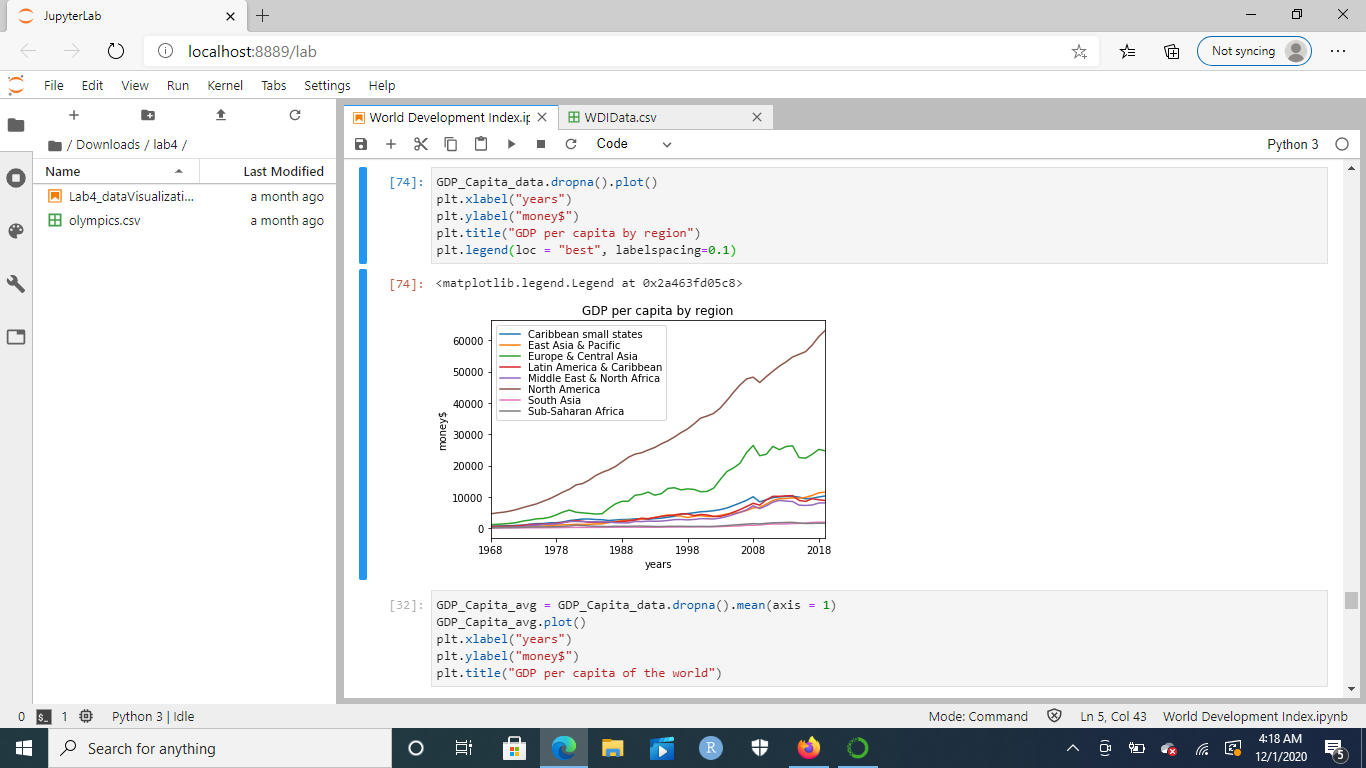 JupyterLab
localhost:8889/lab
Not syncing
File Edit View Run Kernel Tabs Settings Help
/ Downloads / lab4 /
Name Last Modified
Lab4_dataVisualizati... a month ago
olympics.csv a month ago
World Development Index.ip WDIData.csv
Code Python 3
[74]: GDP_Capita_data.dropna().plot()
plt.xlabel("years")
plt.ylabel("money$")
plt.title("GDP per capita by region")
plt.legend(loc = "best", labelspacing=0.1)
[74]: <matplotlib.legend.Legend at 0x2a463fd05c8>
GDP per capita by region
Caribbean small states
East Asia & Pacific
Europe & Central Asia
Latin America & Caribbean
Middle East & North Africa
North America
South Asia
Sub-Saharan Africa
60000
50000
40000
30000
20000
10000
0
money$
1968 1978 1988 1998 2008 2018
years
[32]: GDP_Capita_avg = GDP_Capita_data.dropna().mean(axis = 1)
GDP_Capita_avg.plot()
plt.xlabel("years")
plt.ylabel("money$")
plt.title("GDP per capita of the world")
0 $_ 1 Python 3 | Idle Mode: Command Ln 5, Col 43 World Development Index.ipynb
Search for anything
R
4:18 AM
12/1/2020
5